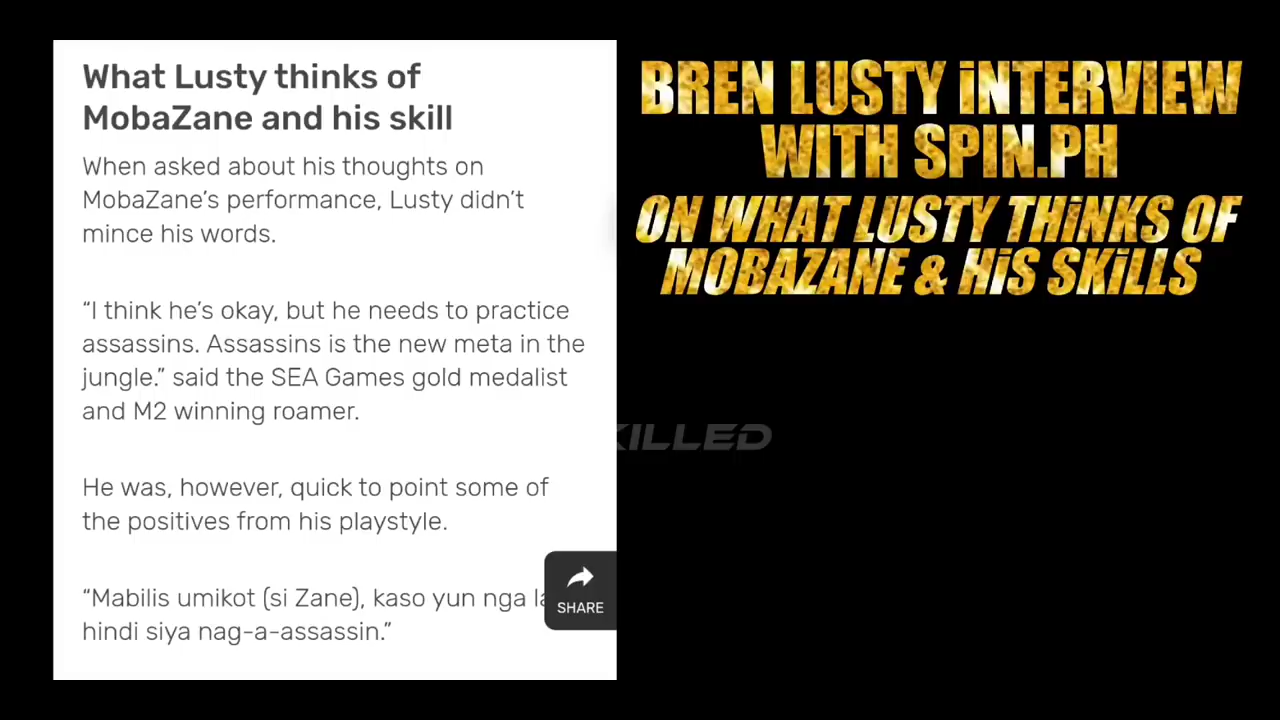 What Lusty thinks of
MobaZane and his skill
When asked about his thoughts on
MobaZane’s performance, Lusty didn’t
mince his words.
“I think he’s okay, but he needs to practice
assassins. Assassins is the new meta in the
jungle.” said the SEA Games gold medalist
and M2 winning roamer.
He was, however, quick to point some of
the positives from his playstyle.
“Mabilis umikot (si Zane), kaso yun nga
hindi siya nag-a-assassin.”
SHARE
BREN LUSTY iNTERVIEW
WITH SPIN.PH
ON WHAT LUSTY THiNKS OF
MOBAZANE & HiS SKiLLS